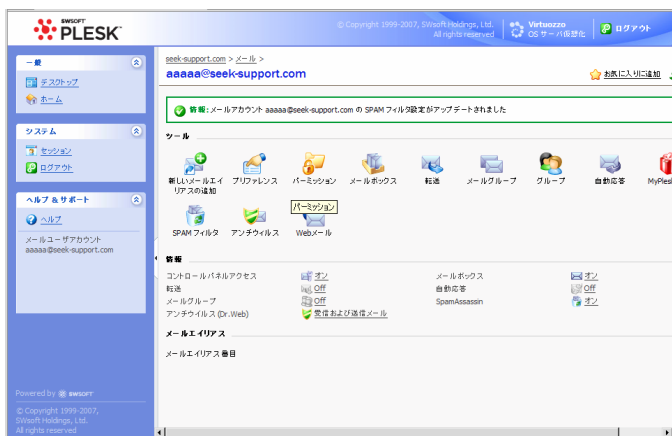 SWSOFT
PLESK™
© Copyright 1999-2007, SWsoft Holdings, Ltd.
All rights reserved
Virtuozzo
OS サーバ仮想化
ログアウト
一般
デスクトップ
ホーム
システム
セッション
ログアウト
ヘルプ & サポート
ヘルプ
メールユーザアカウント
aaaaa@seek-support.com
Powered by SWSOFT
© Copyright 1999-2007,
SWsoft Holdings, Ltd.
All rights reserved
seek-support.com > メール >
aaaaa@seek-support.com
お気に入りに追加
情報:メールアカウント aaaaa@seek-support.com の SPAM フィルタ設定がアップデートされました
ツール
新しいメールエイ
リアスの追加
プリファレンス
パーミッション
メールボックス
転送
メールグループ
グループ
自動応答
MyPlesk
パーミッション
SPAM フィルタ
アンチウィルス
Webメール
情報
コントロールパネルアクセス オン メールボックス オン
転送 Off 自動応答 Off
メールグループ Off SpamAssassin オン
アンチウィルス (Dr.Web) 受信および送信メール
メールエイリアス
メールエイリアス番目